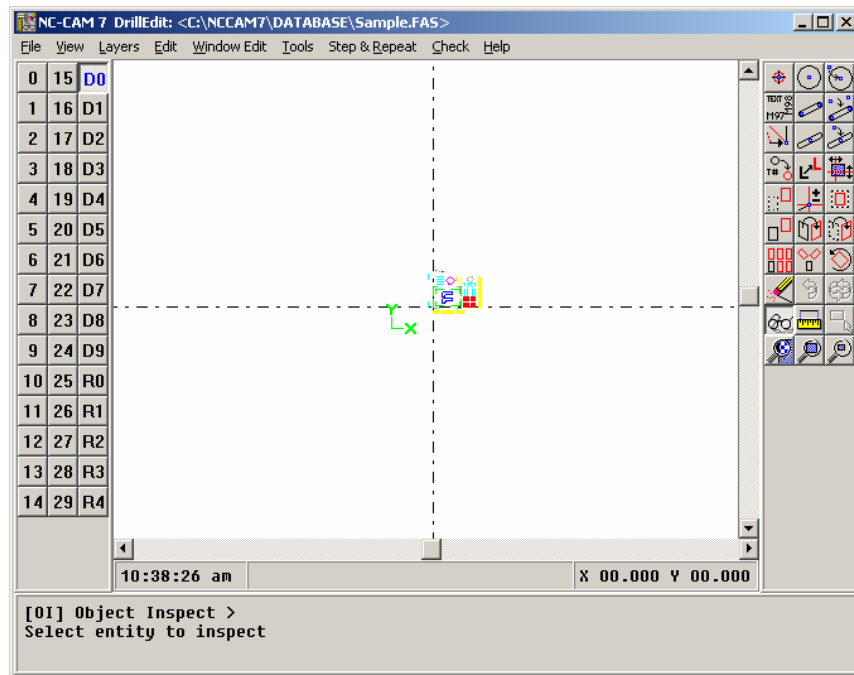 NC-CAM 7 DrillEdit: <C:\NCCAM7\DATABASE\Sample.FAS>
File View Layers Edit Window Edit Tools Step & Repeat Check Help
0 15 D0
1 16 D1
2 17 D2
3 18 D3
4 19 D4
5 20 D5
6 21 D6
7 22 D7
8 23 D8
9 24 D9
10 25 R0
11 26 R1
12 27 R2
13 28 R3
14 29 R4
TEXT
M97
M98
T#
Y
X
10:38:26 am
X 00.000 Y 00.000
[OI] Object Inspect >
Select entity to inspect